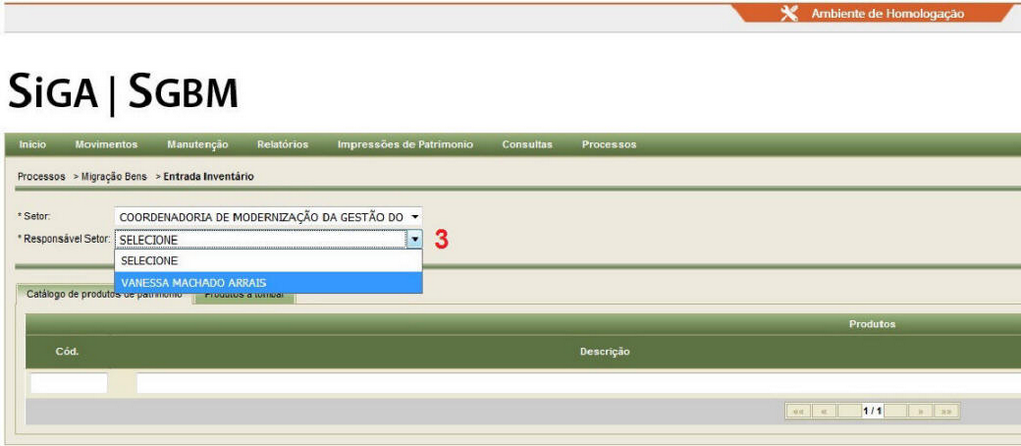 Ambiente de Homologação
SIGA | SGBM
Início Movimentos Manutenção Relatórios Impressões de Patrimonio Consultas Processos
Processos > Migração Bens > Entrada Inventário
* Setor: COORDENADORIA DE MODERNIZAÇÃO DA GESTÃO DO
* Responsável Setor: SELECIONE 3
SELECIONE
VANESSA MACHADO ARRAIS
Catálogo de produtos de patrimonio Produtos a tombar
Produtos
Cód. Descrição
«« « 1 / 1 » »»